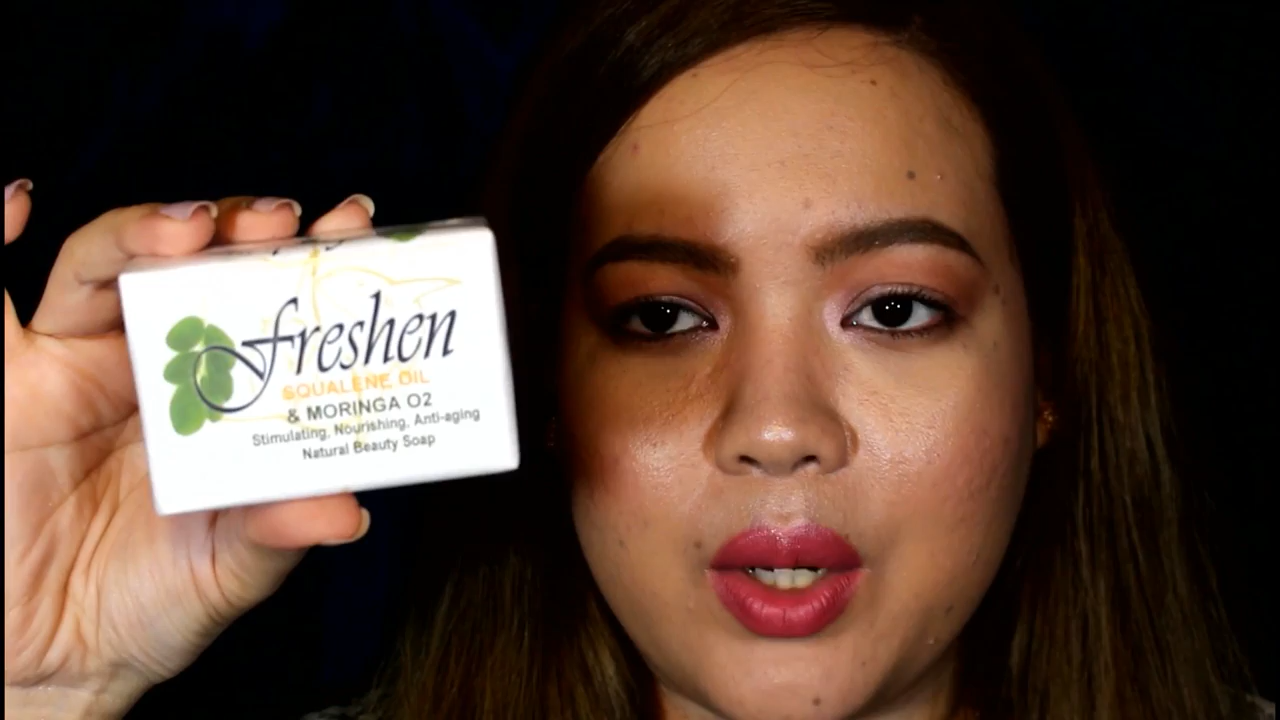 freshen
SQUALENE OIL
& MORINGA O2
Stimulating, Nourishing, Anti-aging
Natural Beauty Soap